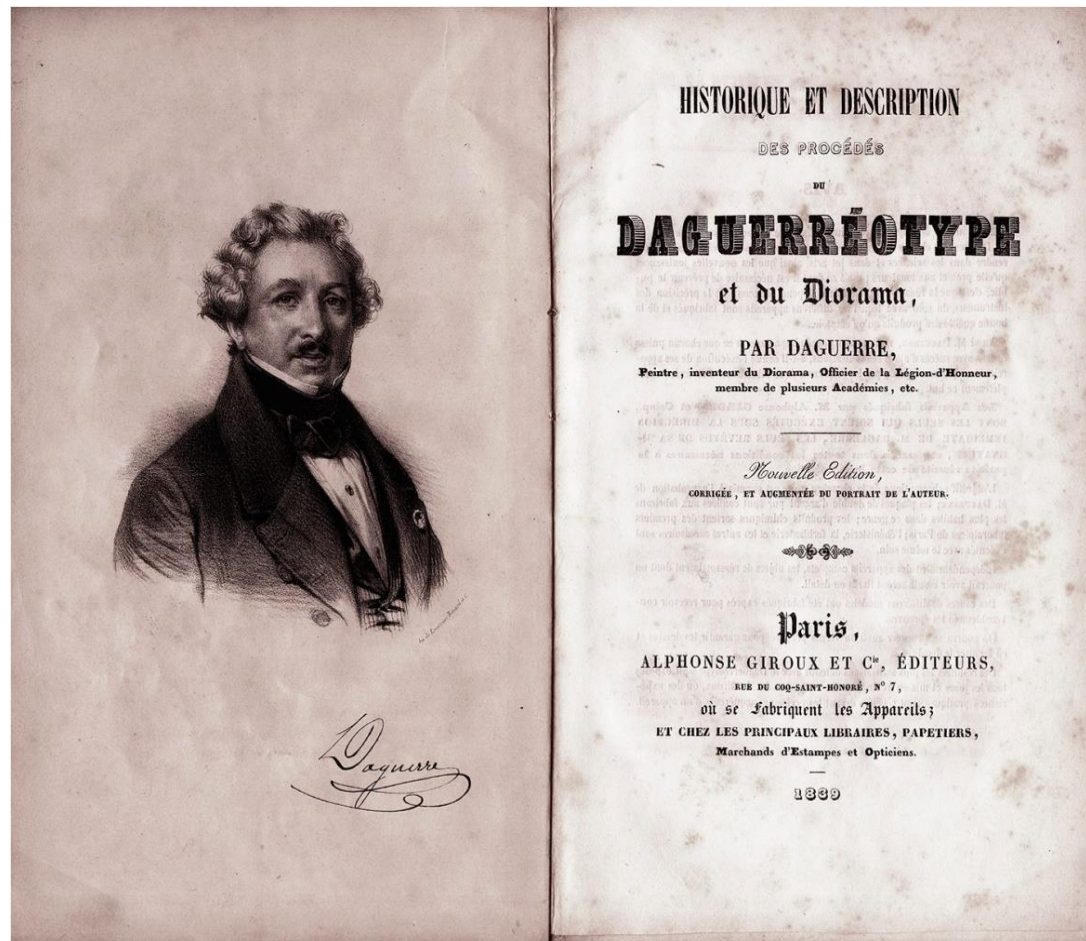 Daguerre
HISTORIQUE ET DESCRIPTION
DES PROCÉDÉS
DU
DAGUERRÉOTYPE
et du Diorama,
PAR DAGUERRE,
Peintre, inventeur du Diorama, Officier de la Légion-d'Honneur,
membre de plusieurs Académies, etc.
Nouvelle Edition,
CORRIGÉE, ET AUGMENTÉE DU PORTRAIT DE L'AUTEUR.
Paris,
ALPHONSE GIROUX ET Cie, ÉDITEURS,
RUE DU COQ-SAINT-HONORÉ, N° 7,
où se Fabriquent les Appareils;
ET CHEZ LES PRINCIPAUX LIBRAIRES, PAPETIERS,
Marchands d'Estampes et Opticiens.
1839